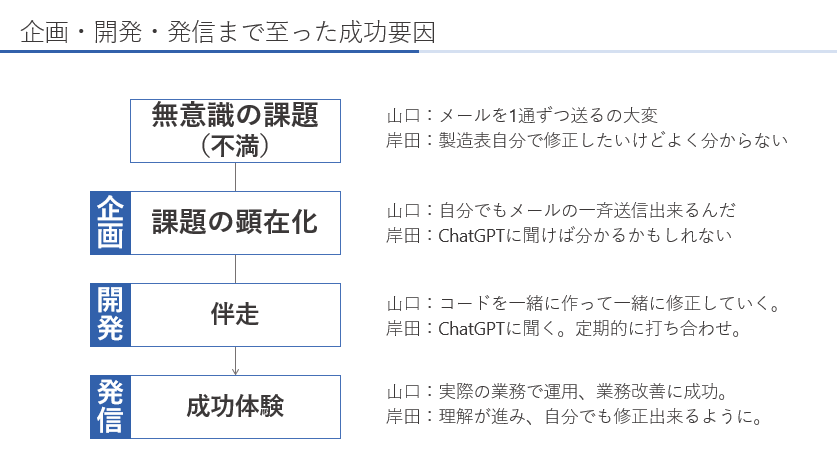 企画・開発・発信まで至った成功要因
無意識の課題
（不満）
山口：メールを1通ずつ送るの大変
岸田：製造表自分で修正したいけどよく分からない
企画
課題の顕在化
山口：自分でもメールの一斉送信出来るんだ
岸田：ChatGPTに聞けば分かるかもしれない
開発
伴走
山口：コードを一緒に作って一緒に修正していく。
岸田：ChatGPTに聞く。定期的に打ち合わせ。
発信
成功体験
山口：実際の業務で運用、業務改善に成功。
岸田：理解が進み、自分でも修正出来るように。